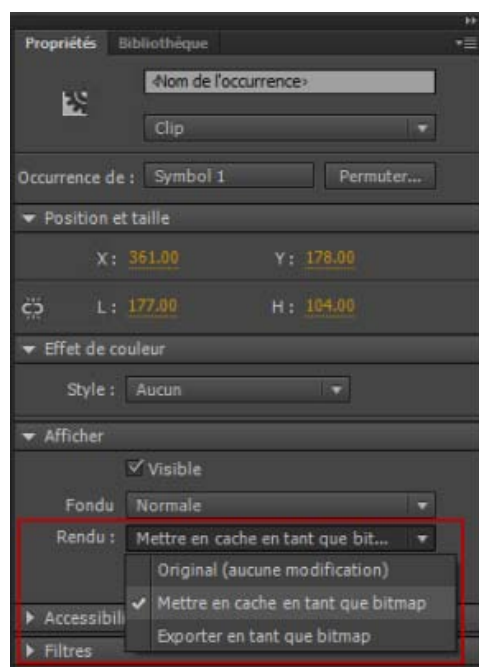 Propriétés Bibliothèque
<Nom de l'occurrence>
Clip
Occurrence de : Symbol 1 Permuter...
Position et taille
X : 361.00 Y : 178.00
L : 177.00 H : 104.00
Effet de couleur
Style : Aucun
Afficher
Visible
Fondu Normale
Rendu : Mettre en cache en tant que bit...
Original (aucune modification)
Mettre en cache en tant que bitmap
Accessibili
Exporter en tant que bitmap
Filtres